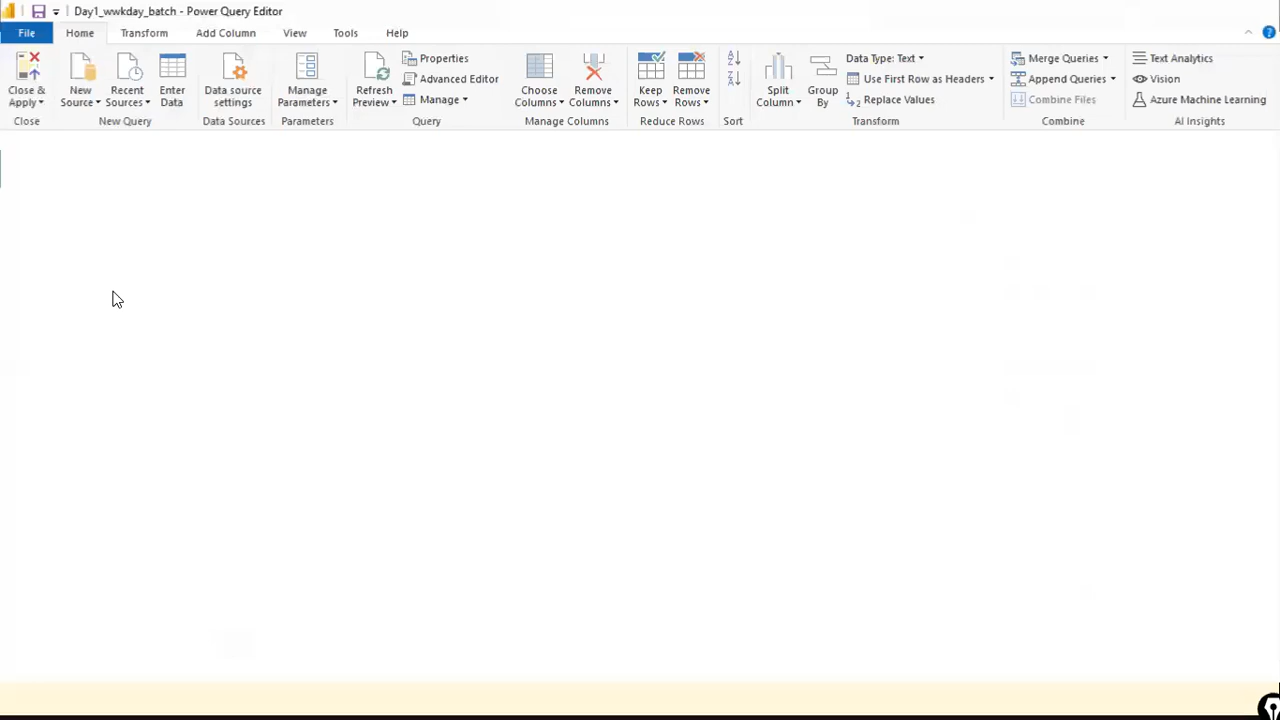 Day1_wwkday_batch - Power Query Editor
File Home Transform Add Column View Tools Help
Close & Apply
New Source
Recent Sources
Enter Data
Data source settings
Manage Parameters
Refresh Preview
Properties
Advanced Editor
Manage
Choose Columns
Remove Columns
Keep Rows
Remove Rows
Split Column
Group By
Data Type: Text
Use First Row as Headers
Replace Values
Merge Queries
Append Queries
Combine Files
Text Analytics
Vision
Azure Machine Learning
Close New Query Data Sources Parameters Query Manage Columns Reduce Rows Sort Transform Combine AI Insights